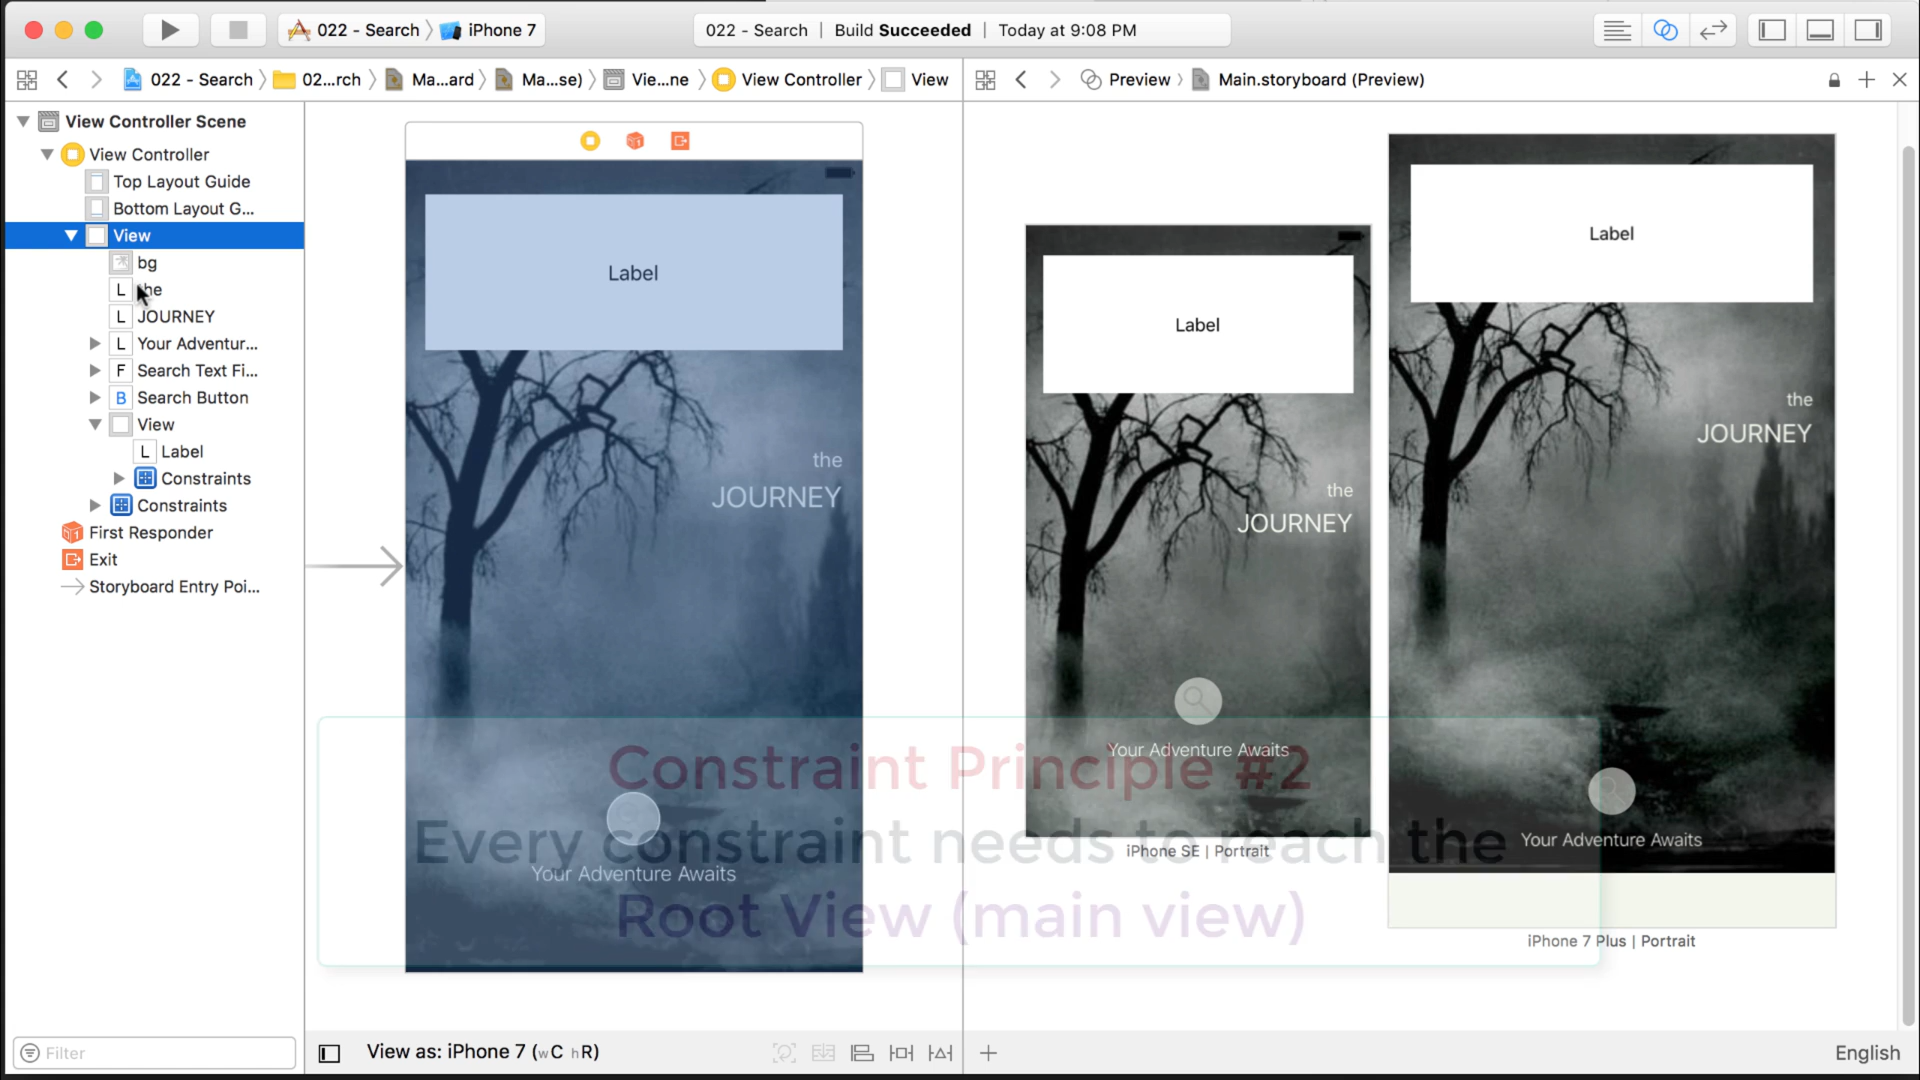 022 - Search
iPhone 7
022 - Search | Build Succeeded | Today at 9:08 PM
022 - Search
02...rch
Ma...ard
Ma...se)
Vie...ne
View Controller
View
Preview
Main.storyboard (Preview)
View Controller Scene
View Controller
Top Layout Guide
Bottom Layout G...
View
bg
L
JOURNEY
L
Your Adventur...
L
Search Text Fi...
F
Search Button
B
View
Label
L
Constraints
Constraints
First Responder
Exit
Storyboard Entry Poi...
Label
the
JOURNEY
Your Adventure Awaits
Label
the
JOURNEY
Your Adventure Awaits
iPhone SE | Portrait
Label
the
JOURNEY
Your Adventure Awaits
iPhone 7 Plus | Portrait
Constraint Principle #2
Every constraint needs to reach the
Root View (main view)
Filter
View as: iPhone 7 (wC hR)
English